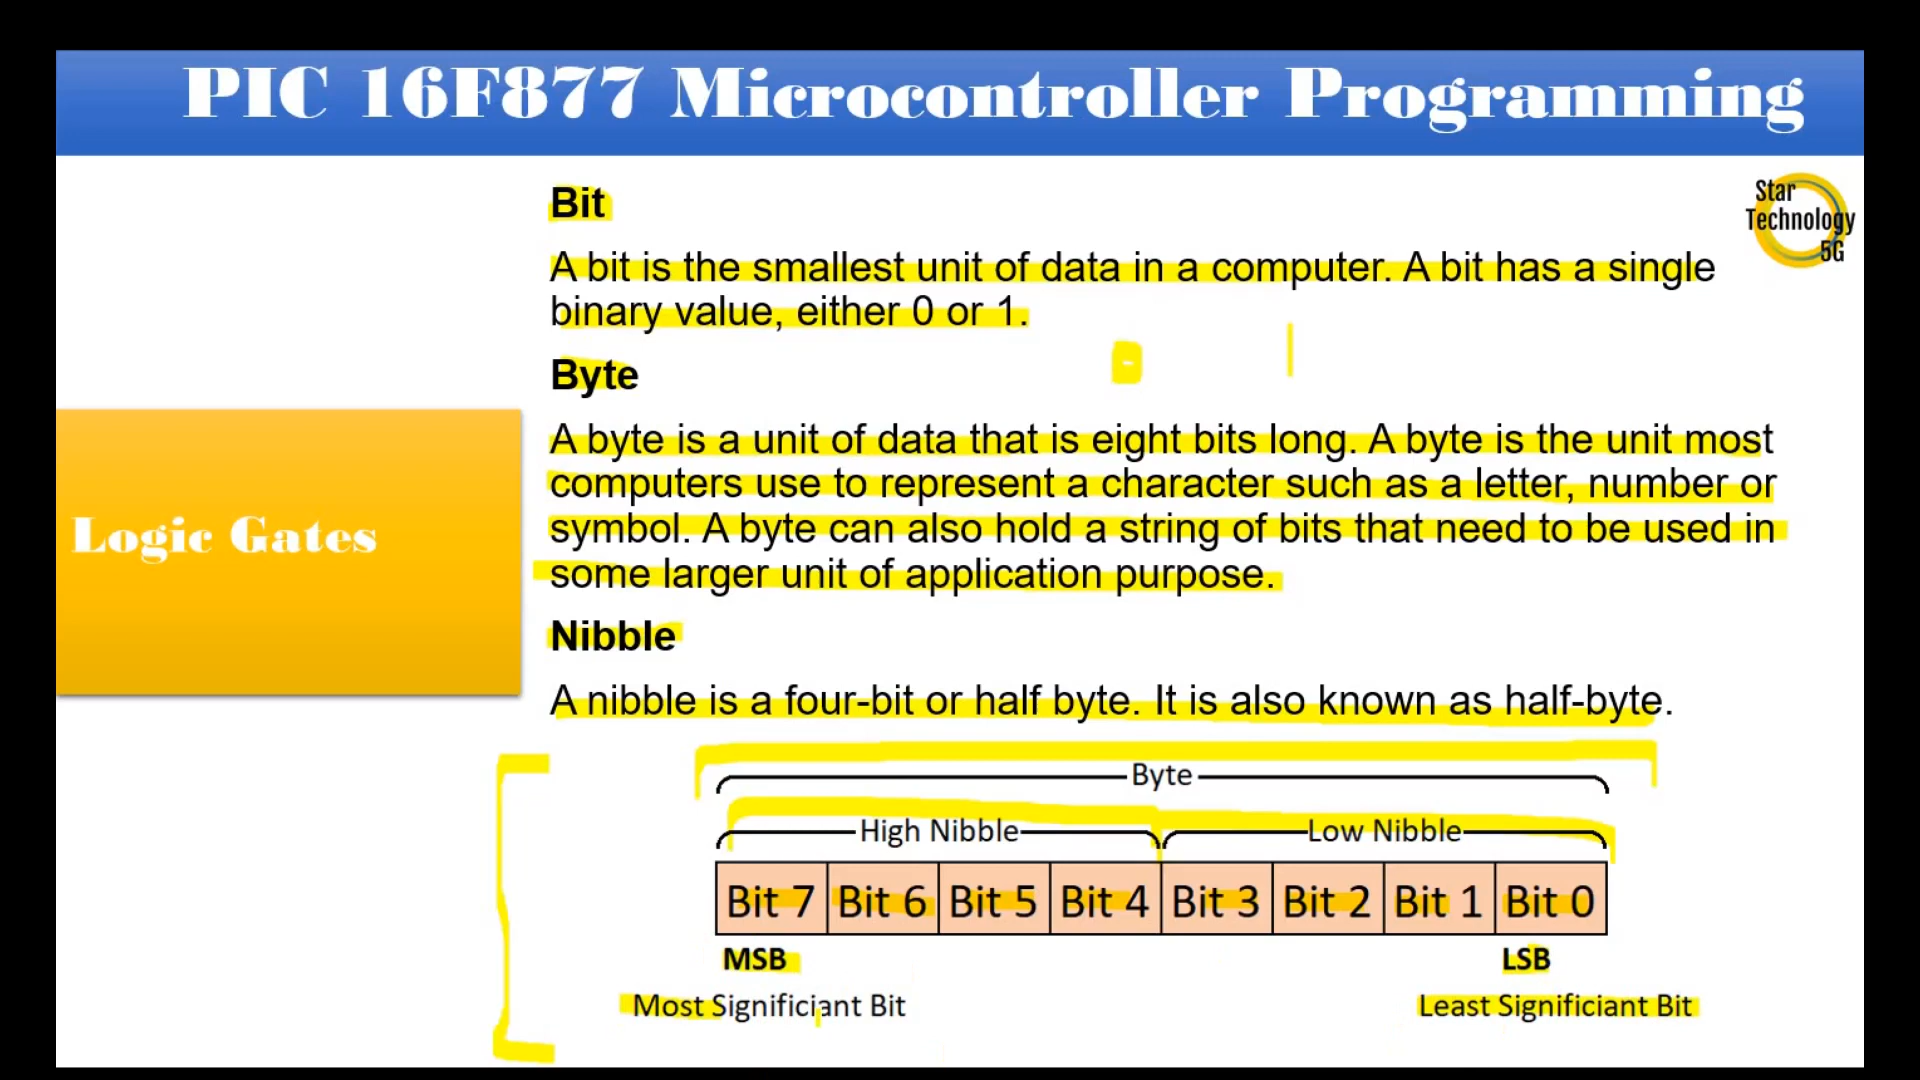 PIC 16F877 Microcontroller Programming
Star
Technology
5G
Logic Gates
Bit
A bit is the smallest unit of data in a computer. A bit has a single
binary value, either 0 or 1.
Byte
A byte is a unit of data that is eight bits long. A byte is the unit most
computers use to represent a character such as a letter, number or
symbol. A byte can also hold a string of bits that need to be used in
some larger unit of application purpose.
Nibble
A nibble is a four-bit or half byte. It is also known as half-byte.
Byte
High Nibble Low Nibble
Bit 7 Bit 6 Bit 5 Bit 4 Bit 3 Bit 2 Bit 1 Bit 0
MSB LSB
Most Significiant Bit Least Significiant Bit